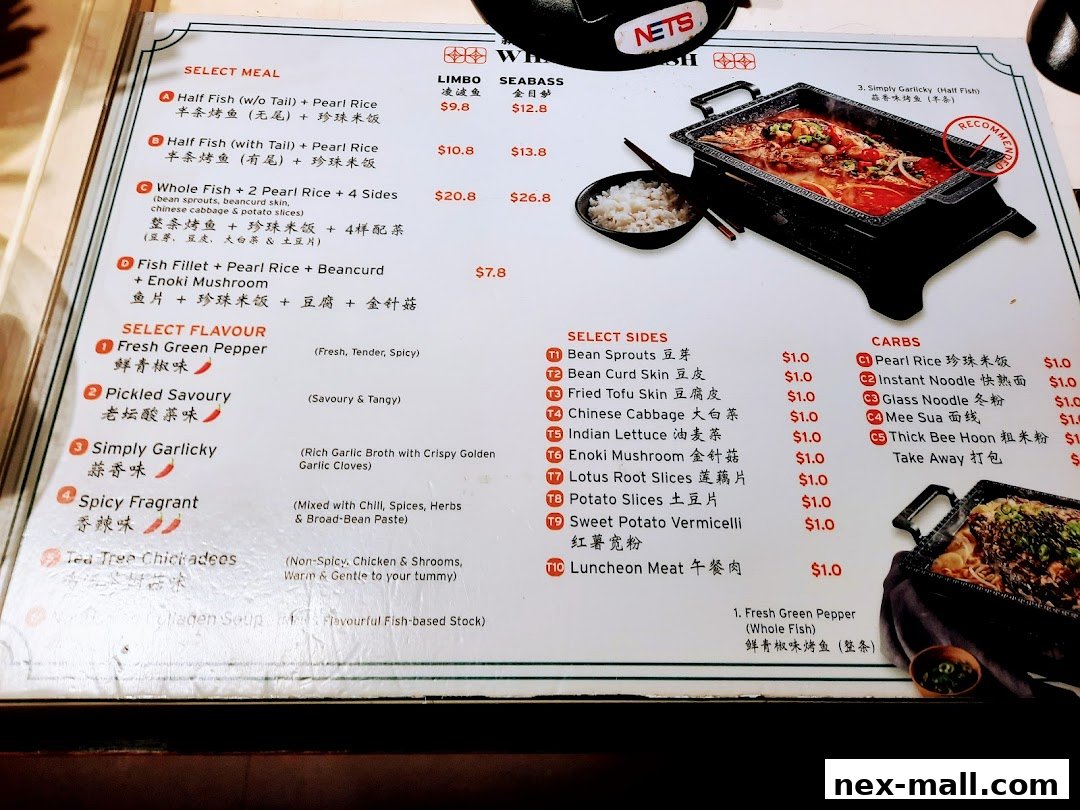 NETS
SELECT MEAL
LIMBO
凌波鱼
SEABASS
金目鲈
A Half Fish (w/o Tail) + Pearl Rice $9.8 $12.8
半条烤鱼 (无尾) + 珍珠米饭
B Half Fish (with Tail) + Pearl Rice $10.8 $13.8
半条烤鱼 (有尾) + 珍珠米饭
C Whole Fish + 2 Pearl Rice + 4 Sides $20.8 $26.8
(bean sprouts, beancurd skin,
chinese cabbage & potato slices)
整条烤鱼 + 珍珠米饭 + 4样配菜
(豆芽、豆皮、大白菜 & 土豆片)
D Fish Fillet + Pearl Rice + Beancurd $7.8
+ Enoki Mushroom
鱼片 + 珍珠米饭 + 豆腐 + 金针菇
3. Simply Garlicky (Half Fish)
蒜香味烤鱼 (半条)
RECOMMENDED
SELECT FLAVOUR
1 Fresh Green Pepper (Fresh, Tender, Spicy)
鲜青椒味
2 Pickled Savoury (Savoury & Tangy)
老坛酸菜味
3 Simply Garlicky (Rich Garlic Broth with Crispy Golden
Garlic Cloves)
蒜香味
4 Spicy Fragrant (Mixed with Chili, Spices, Herbs
& Broad-Bean Paste)
香辣味
5 Tea Tree Chickadees (Non-Spicy. Chicken & Shrooms,
Warm & Gentle to your tummy)
Collagen Soup Flavourful Fish-based Stock)
SELECT SIDES
T1 Bean Sprouts 豆芽 $1.0
T2 Bean Curd Skin 豆皮 $1.0
T3 Fried Tofu Skin 豆腐皮 $1.0
T4 Chinese Cabbage 大白菜 $1.0
T5 Indian Lettuce 油麦菜 $1.0
T6 Enoki Mushroom 金针菇 $1.0
T7 Lotus Root Slices 莲藕片 $1.0
T8 Potato Slices 土豆片 $1.0
T9 Sweet Potato Vermicelli $1.0
红薯宽粉
T10 Luncheon Meat 午餐肉 $1.0
CARBS
C1 Pearl Rice 珍珠米饭 $1.0
C2 Instant Noodle 快熟面 $1.0
C3 Glass Noodle 冬粉 $1.0
C4 Mee Sua 面线 $1.0
C5 Thick Bee Hoon 粗米粉
Take Away 打包
1. Fresh Green Pepper
(Whole Fish)
鲜青椒味烤鱼 (整条)
nex-mall.com